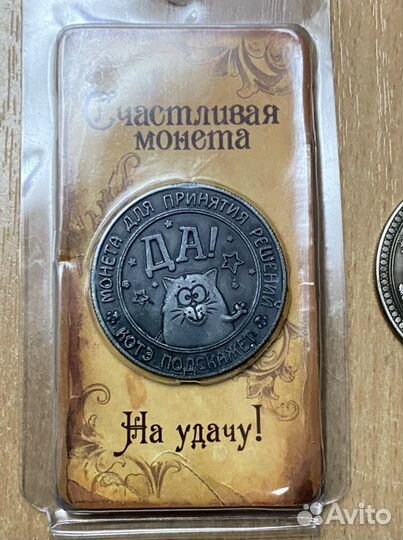 Счастливая
монета
МОНЕТА ДЛЯ ПРИНЯТИЯ РЕШЕНИЙ
ДА!
КОТЭ ПОДСКАЖЕТ
На удачу!
Avito